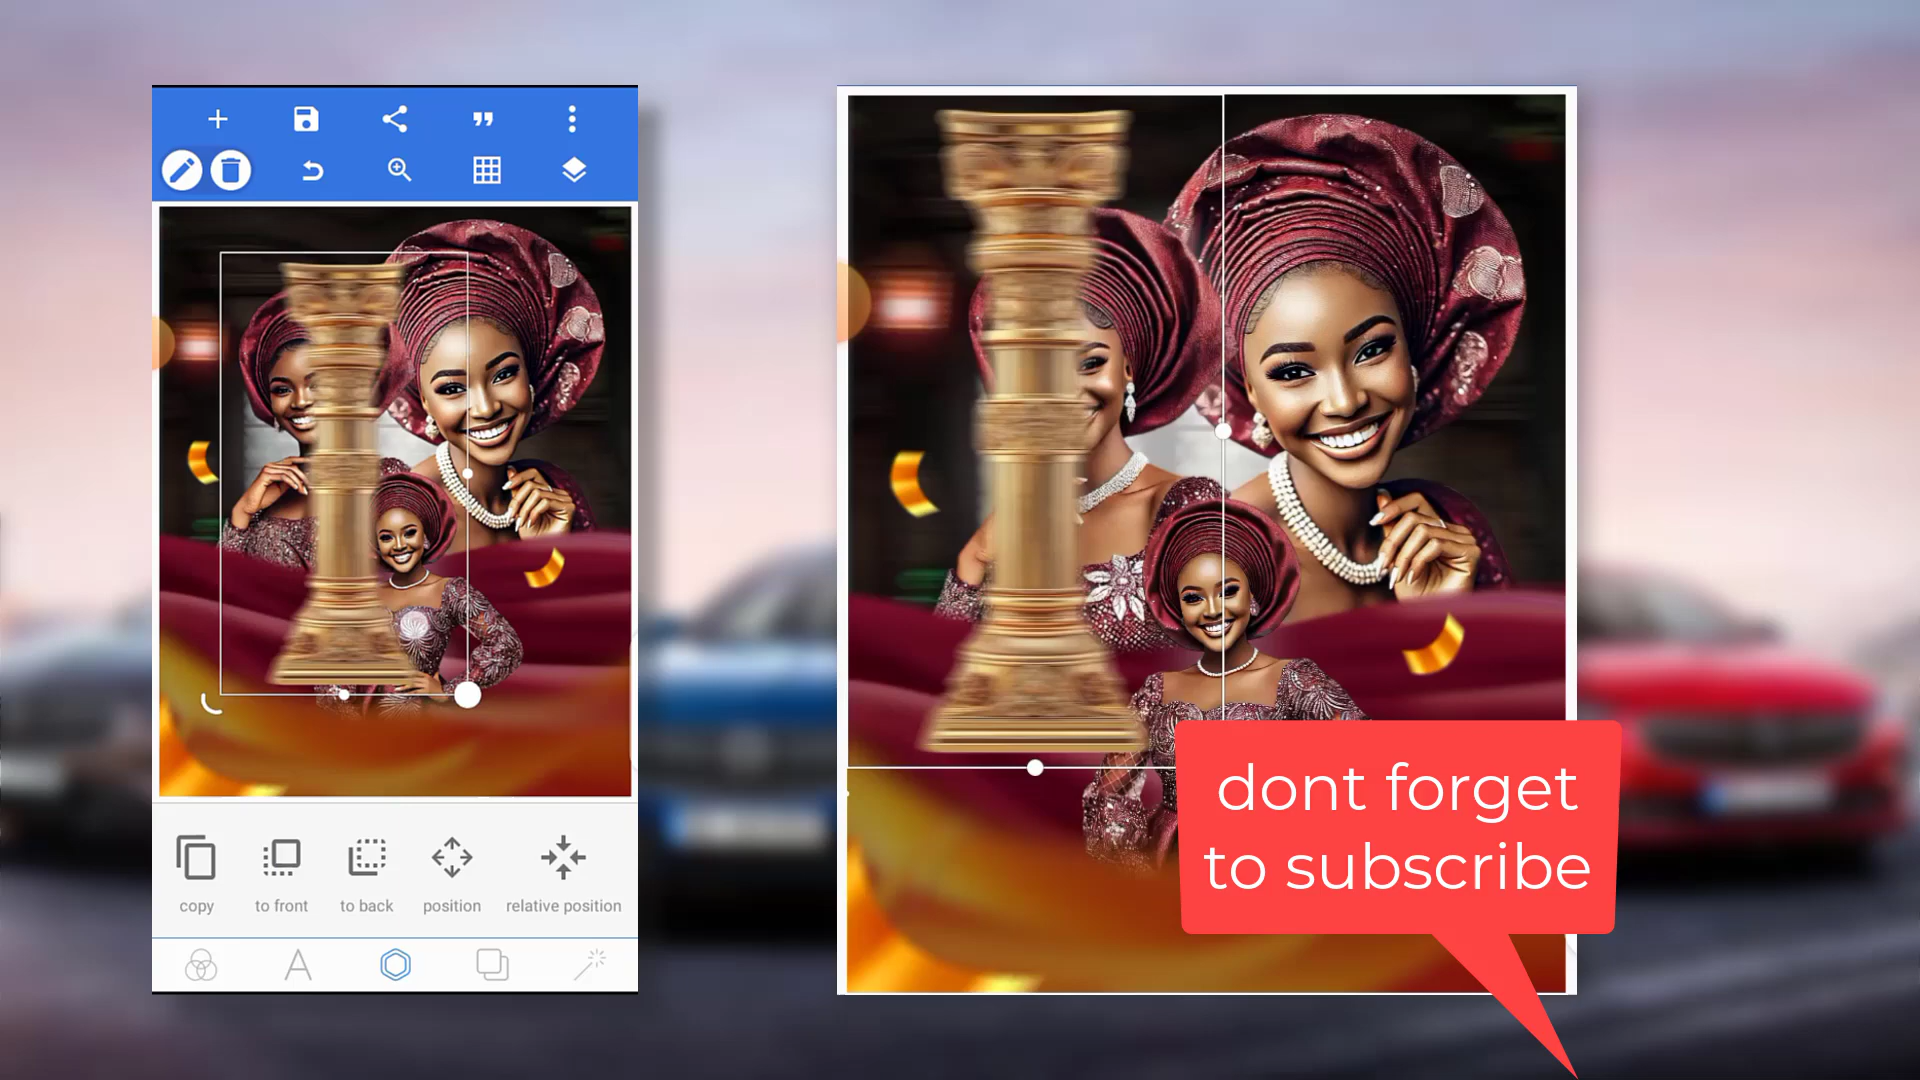 copy
to front
to back
position
relative position
dont forget
to subscribe